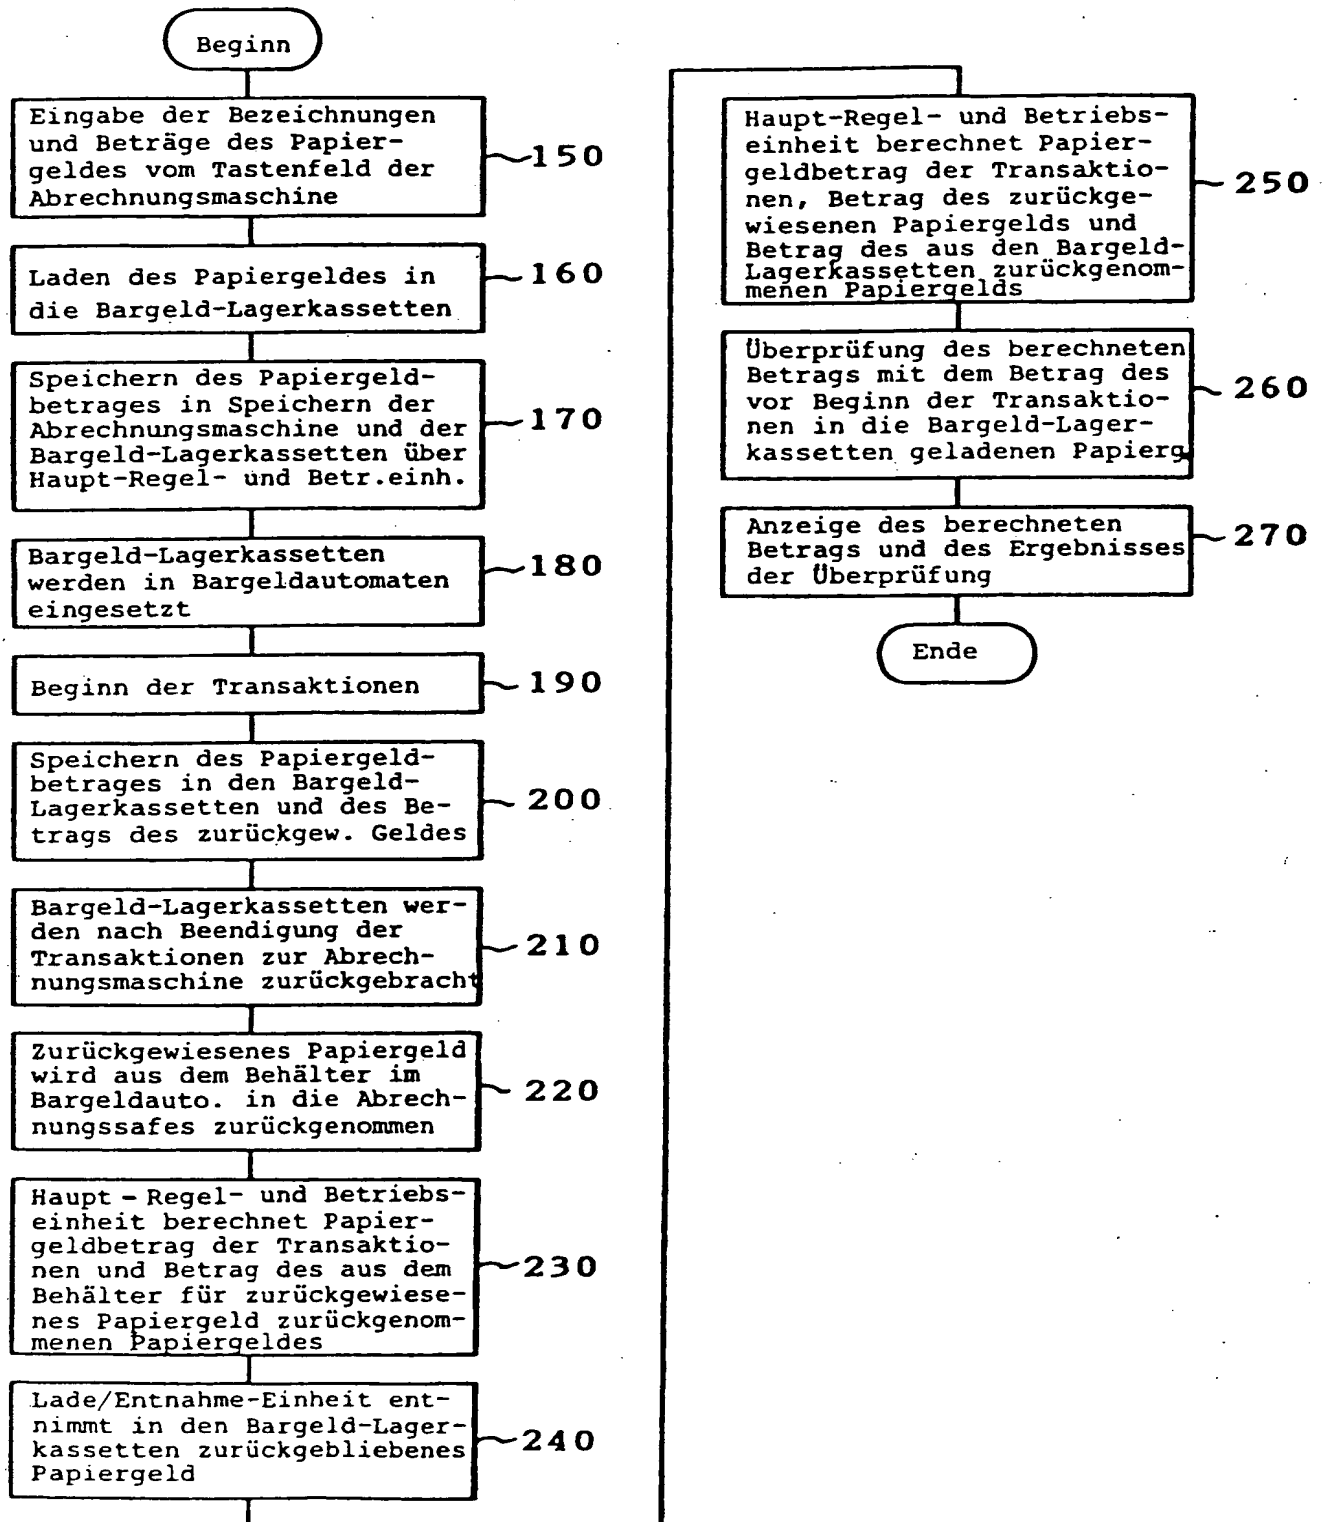 Beginn
Eingabe der Bezeichnungen
und Beträge des Papier-
geldes vom Tastenfeld der
Abrechnungsmaschine
150
Laden des Papiergeldes in
die Bargeld-Lagerkassetten
160
Speichern des Papiergeld-
betrages in Speichern der
Abrechnungsmaschine und der
Bargeld-Lagerkassetten über
Haupt-Regel- und Betr.einh.
170
Bargeld-Lagerkassetten
werden in Bargeldautomaten
eingesetzt
180
Beginn der Transaktionen
190
Speichern des Papiergeld-
betrages in den Bargeld-
Lagerkassetten und des Be-
trags des zurückgew. Geldes
200
Bargeld-Lagerkassetten wer-
den nach Beendigung der
Transaktionen zur Abrech-
nungsmaschine zurückgebracht
210
Zurückgewiesenes Papiergeld
wird aus dem Behälter im
Bargeldauto. in die Abrech-
nungssafes zurückgenommen
220
Haupt-Regel- und Betriebs-
einheit berechnet Papier-
geldbetrag der Transaktio-
nen und Betrag des aus dem
Behälter für zurückgewiese-
nes Papiergeld zurückgenom-
menen Papiergeldes
230
Lade/Entnahme-Einheit ent-
nimmt in den Bargeld-Lager-
kassetten zurückgebliebenes
Papiergeld
240
Haupt-Regel- und Betriebs-
einheit berechnet Papier-
geldbetrag der Transaktio-
nen, Betrag des zurückge-
wiesenen Papiergelds und
Betrag des aus den Bargeld-
Lagerkassetten zurückgenom-
menen Papiergelds
250
Überprüfung des berechneten
Betrags mit dem Betrag des
vor Beginn der Transaktio-
nen in die Bargeld-Lager-
kassetten geladenen Papierg.
260
Anzeige des berechneten
Betrags und des Ergebnisses
der Überprüfung
270
Ende